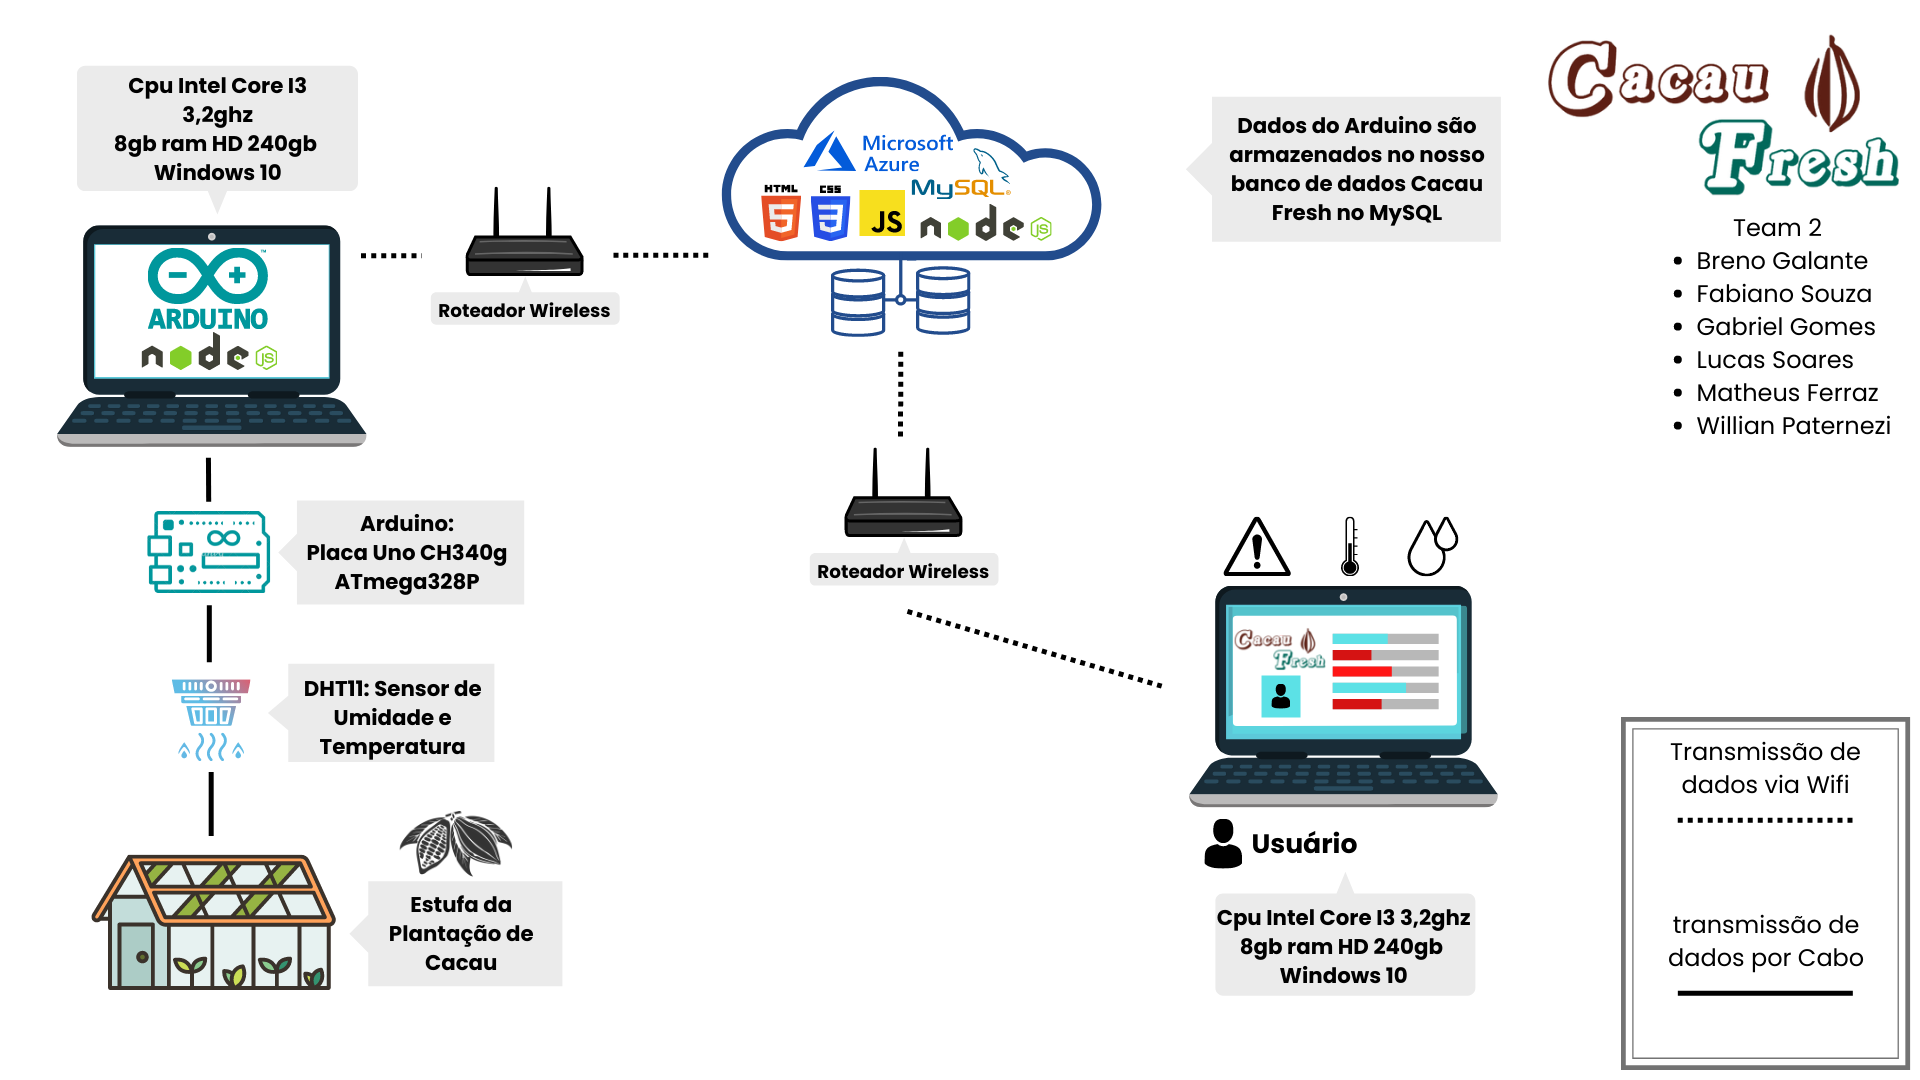 Cpu Intel Core I3
3,2ghz
8gb ram HD 240gb
Windows 10
ARDUINO
node
JS
Roteador Wireless
Microsoft
Azure
MySQL
HTML
5
CSS
3
JS
node
JS
Dados do Arduino são
armazenados no nosso
banco de dados Cacau
Fresh no MySQL
Cacau
Fresh
Team 2
• Breno Galante
• Fabiano Souza
• Gabriel Gomes
• Lucas Soares
• Matheus Ferraz
• Willian Paternezi
Arduino:
Placa Uno CH340g
ATmega328P
Roteador Wireless
DHT11: Sensor de
Umidade e
Temperatura
Estufa da
Plantação de
Cacau
Cacau
Fresh
Usuário
Cpu Intel Core I3 3,2ghz
8gb ram HD 240gb
Windows 10
Transmissão de
dados via Wifi
transmissão de
dados por Cabo